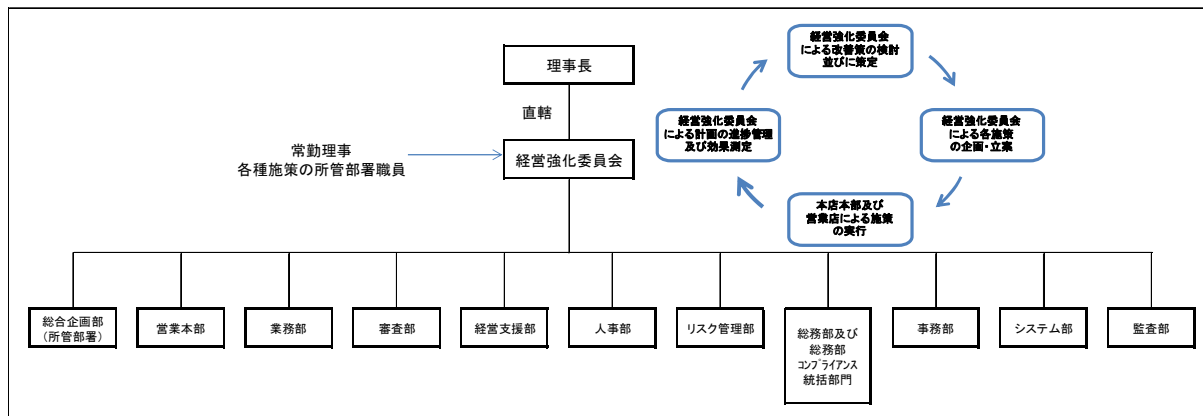 理事長
直轄
常勤理事
各種施策の所管部署職員
経営強化委員会
経営強化委員会
による改善策の検討
並びに策定
経営強化委員会
による計画の進捗管理
及び効果測定
経営強化委員会
による各施策
の企画・立案
本店本部及び
営業店による施策
の実行
総合企画部
(所管部署)
営業本部
業務部
審査部
経営支援部
人事部
リスク管理部
総務部及び
総務部
コンプライアンス
統括部門
事務部
システム部
監査部